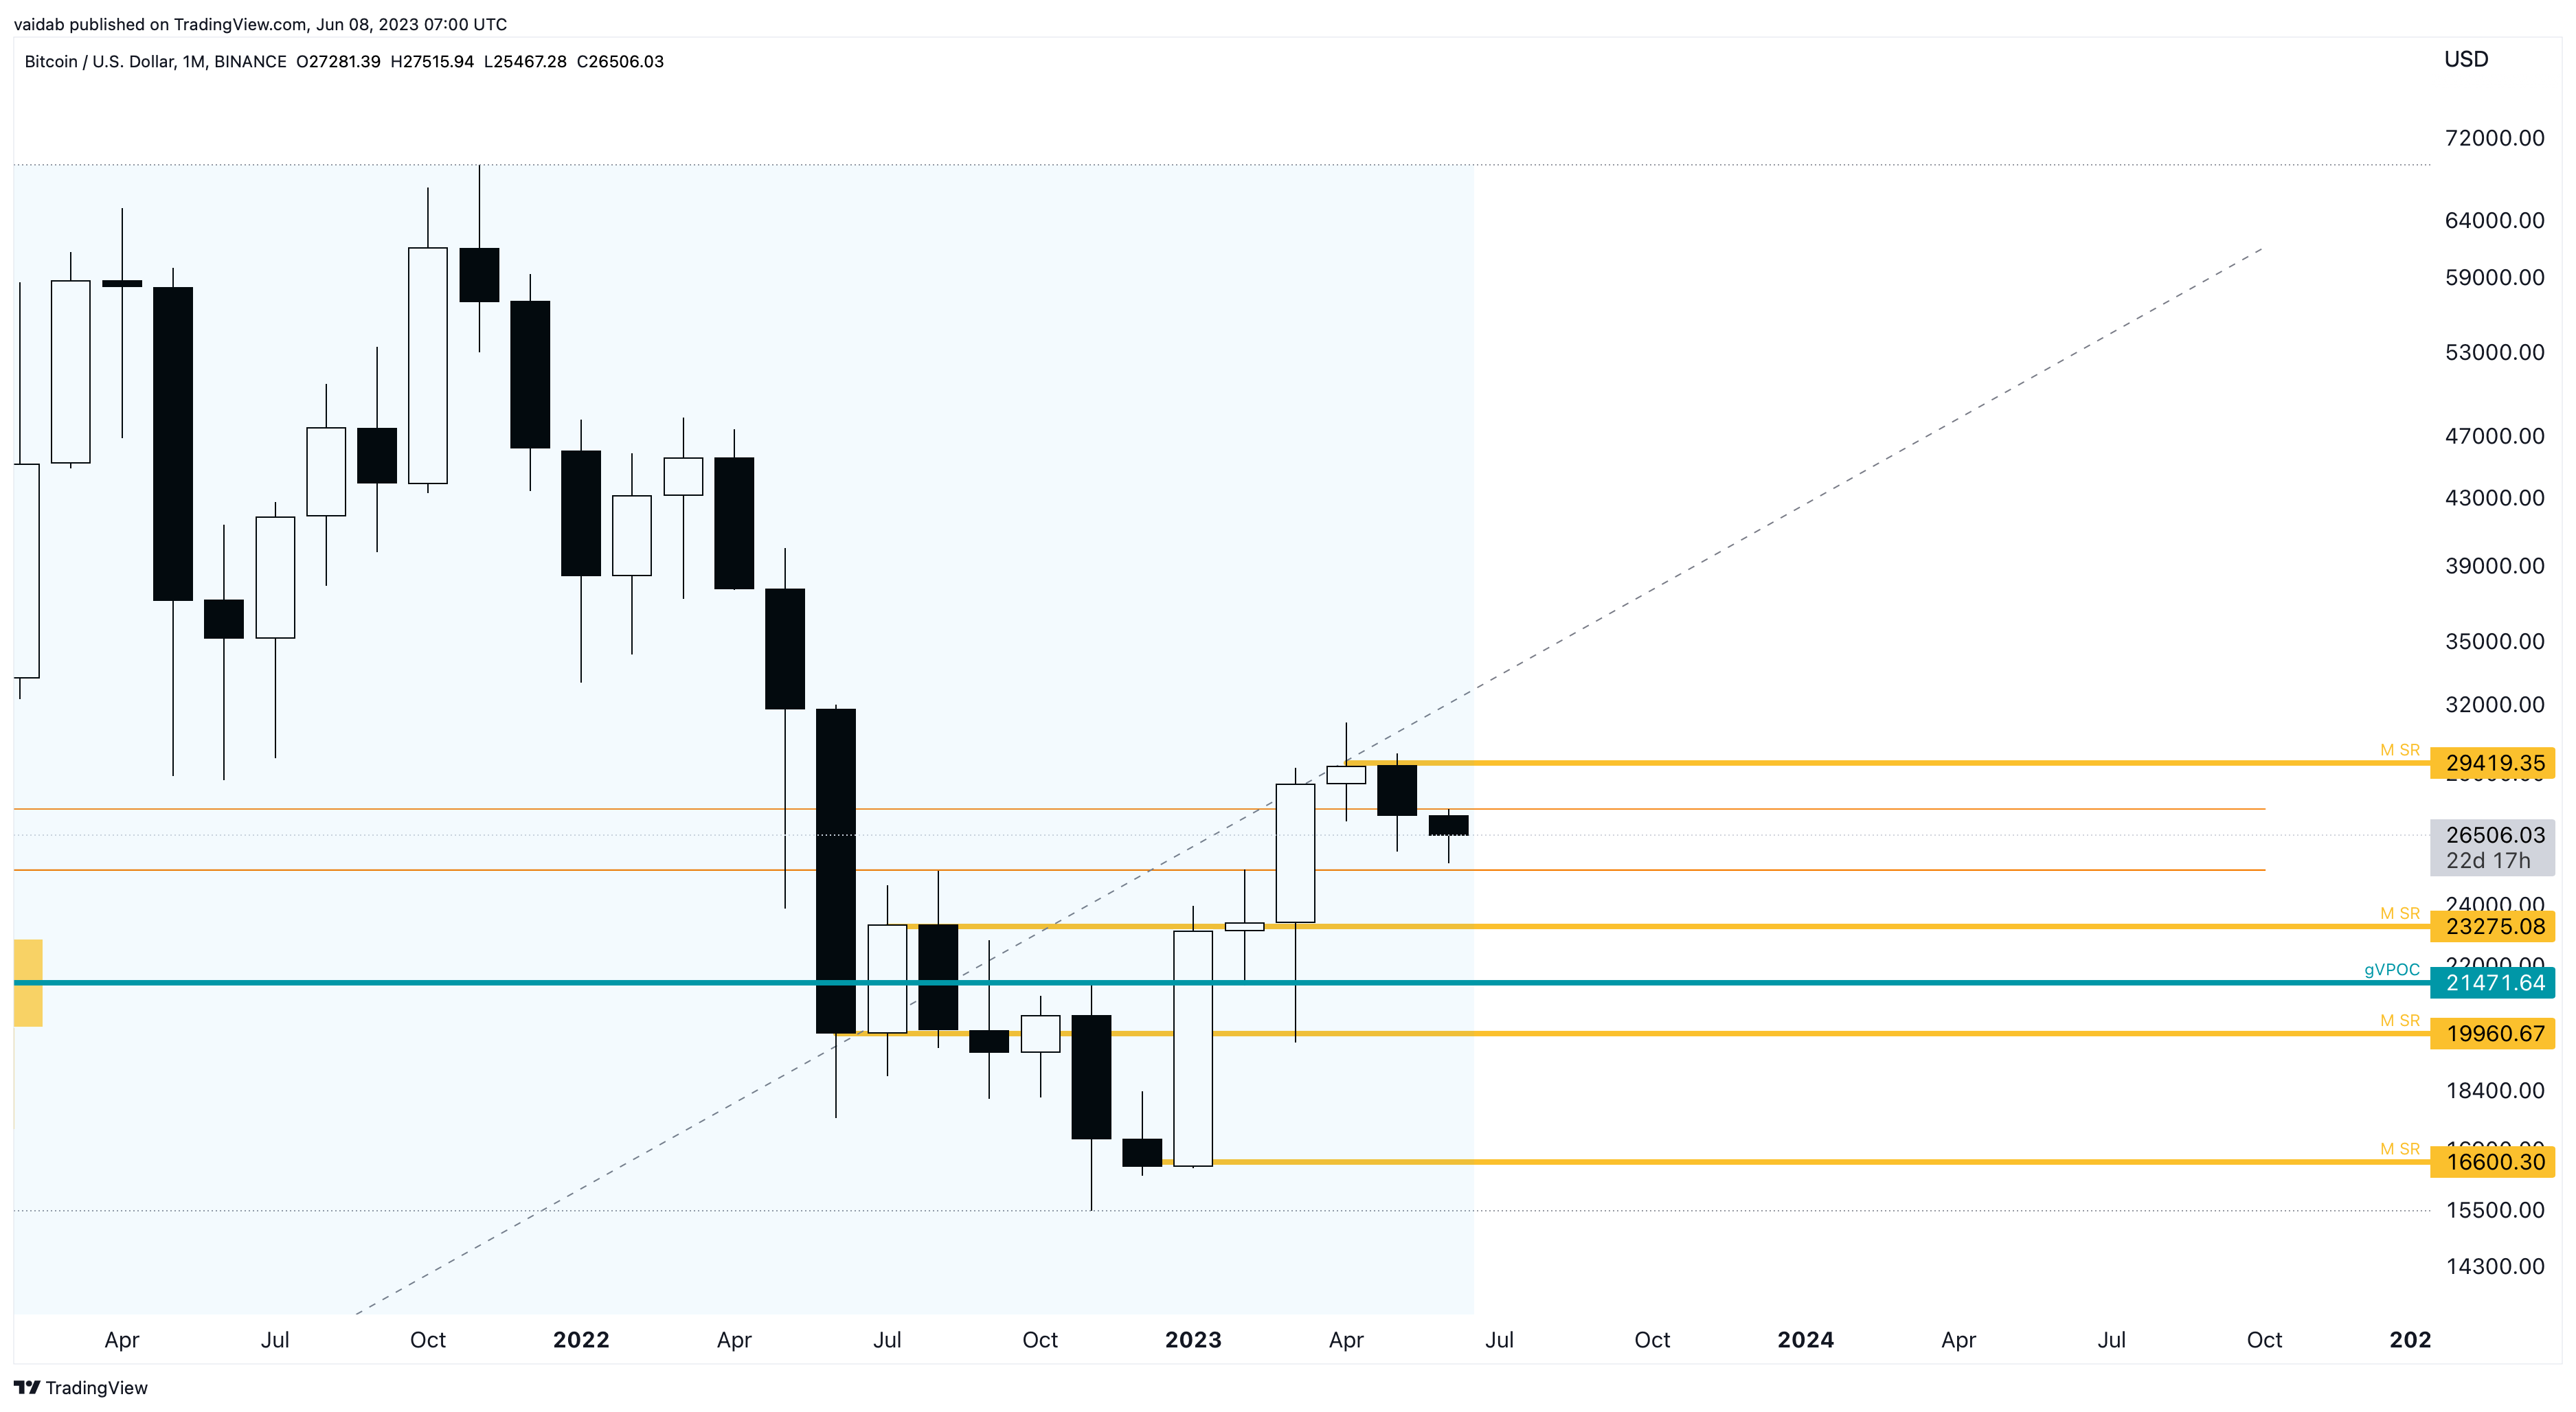 vaidab published on TradingView.com, Jun 08, 2023 07:00 UTC
Bitcoin / U.S. Dollar, 1M, BINANCE O27281.39 H27515.94 L25467.28 C26506.03
USD
72000.00
64000.00
59000.00
53000.00
47000.00
43000.00
39000.00
35000.00
32000.00
M SR 29419.35
26506.03
22d 17h
24000.00
M SR 23275.08
22000.00
gVPOC 21471.64
M SR 19960.67
18400.00
M SR 16600.30
15500.00
14300.00
Apr Jul Oct 2022 Apr Jul Oct 2023 Apr Jul Oct 2024 Apr Jul Oct 202
TradingView